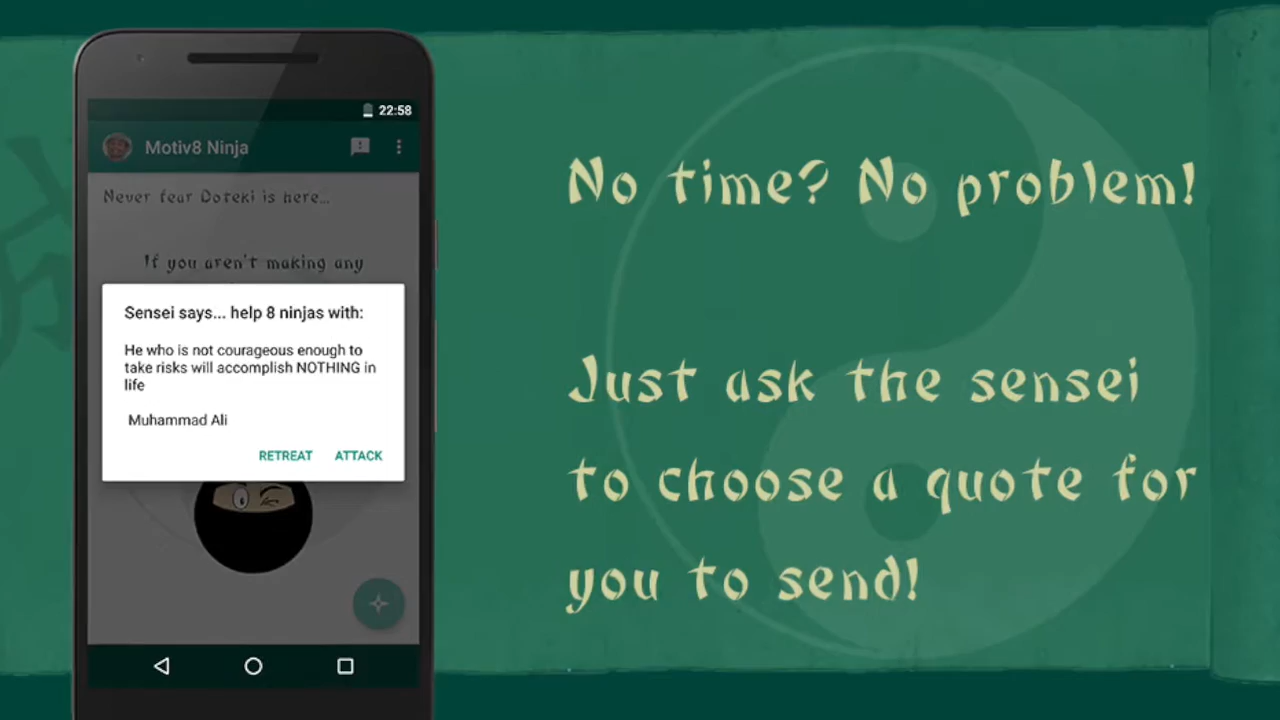 22:58
Motiv8 Ninja
Never fear Doteki is here...
If you aren't making any
Sensei says... help 8 ninjas with:
He who is not courageous enough to
take risks will accomplish NOTHING in
life
Muhammad Ali
RETREAT ATTACK
No time? No problem!
Just ask the sensei
to choose a quote for
you to send!